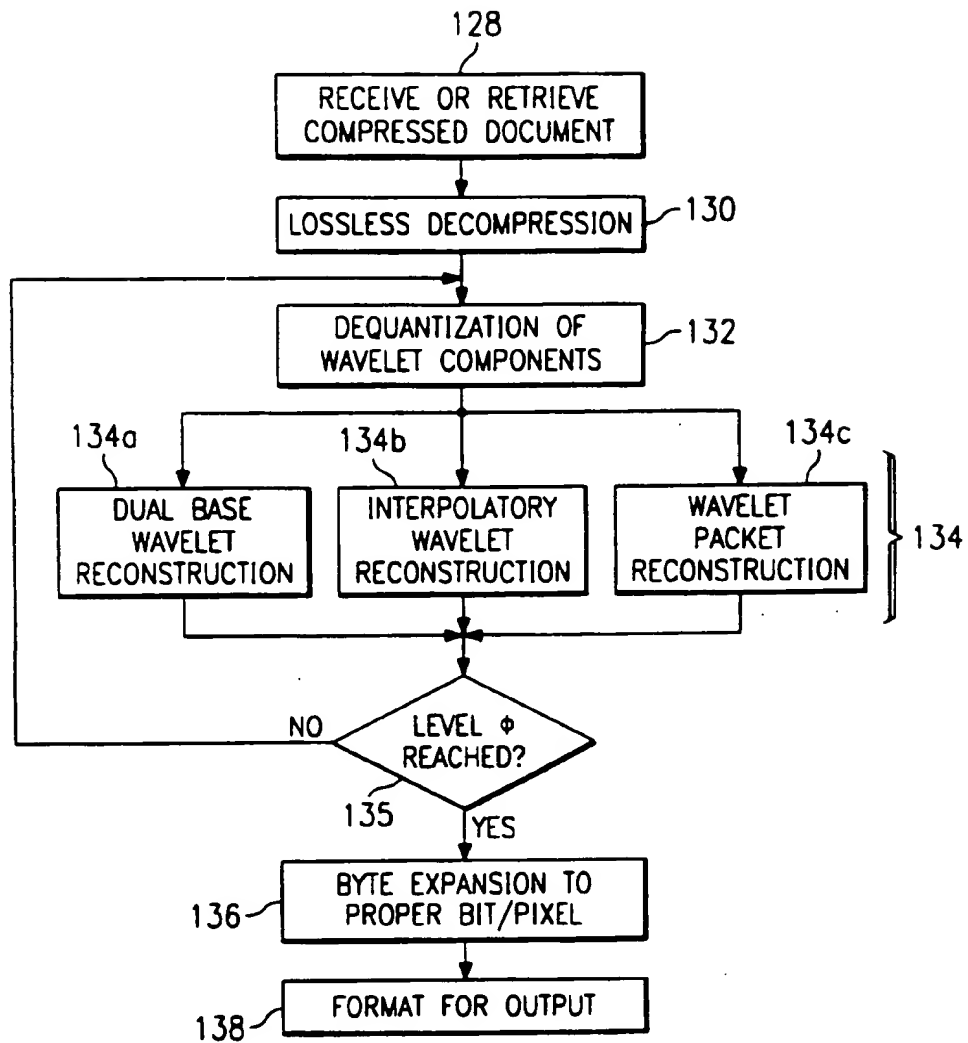 128
RECEIVE OR RETRIEVE
COMPRESSED DOCUMENT
LOSSLESS DECOMPRESSION
130
DEQUANTIZATION OF
WAVELET COMPONENTS
132
134a
134b
134c
DUAL BASE
WAVELET
RECONSTRUCTION
INTERPOLATORY
WAVELET
RECONSTRUCTION
WAVELET
PACKET
RECONSTRUCTION
134
NO
LEVEL Φ
REACHED?
135
YES
BYTE EXPANSION TO
PROPER BIT/PIXEL
136
FORMAT FOR OUTPUT
138